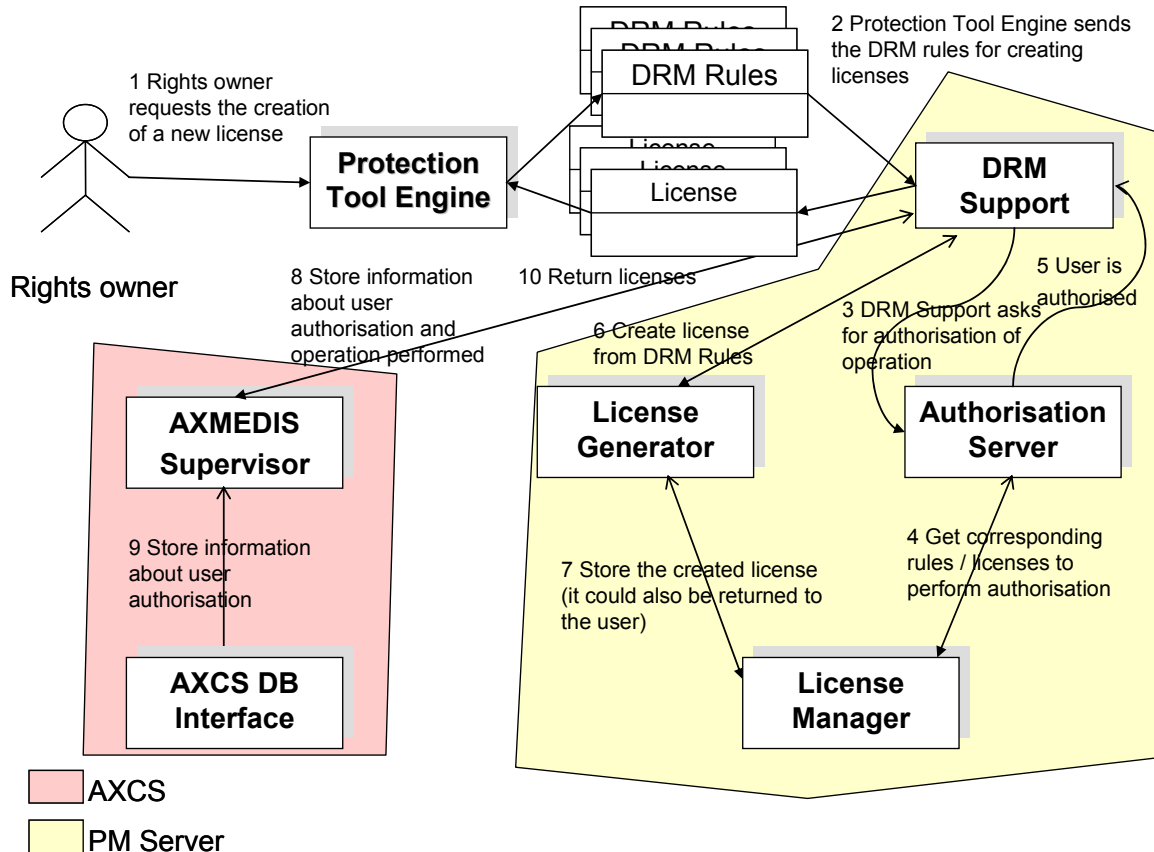 DRM Rules
DRM Rules
DRM Rules
2 Protection Tool Engine sends
the DRM rules for creating
licenses
1 Rights owner
requests the creation
of a new license
License
License
License
Protection
Tool Engine
DRM
Support
Rights owner
8 Store information
about user
authorisation and
operation performed
10 Return licenses
5 User is
authorised
3 DRM Support asks
for authorisation of
operation
6 Create license
from DRM Rules
AXMEDIS
Supervisor
License
Generator
Authorisation
Server
9 Store information
about user
authorisation
4 Get corresponding
rules / licenses to
perform authorisation
7 Store the created license
(it could also be returned to
the user)
AXCS DB
Interface
License
Manager
AXCS
PM Server